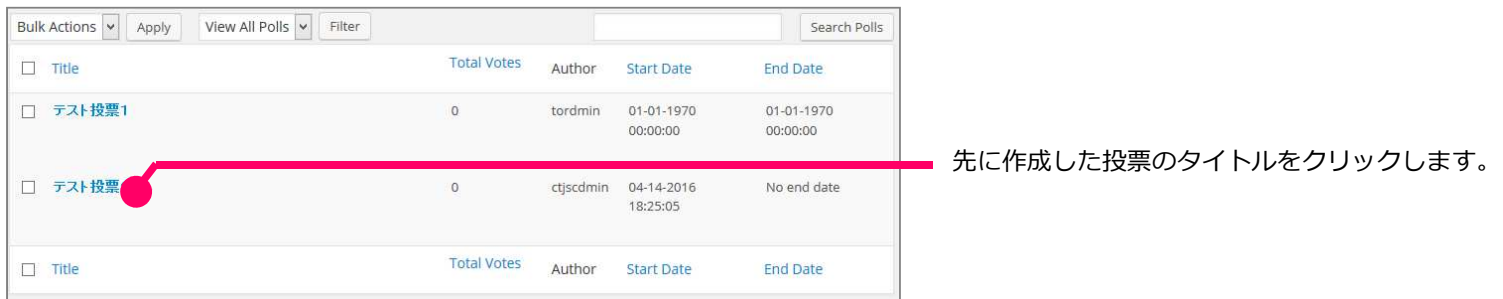 Bulk Actions Apply View All Polls Filter Search Polls
Title Total Votes Author Start Date End Date
テスト投票1 0 tordmin 01-01-1970 01-01-1970
00:00:00 00:00:00
先に作成した投票のタイトルをクリックします。
テスト投票 0 ctjscdmin 04-14-2016 No end date
18:25:05
Title Total Votes Author Start Date End Date